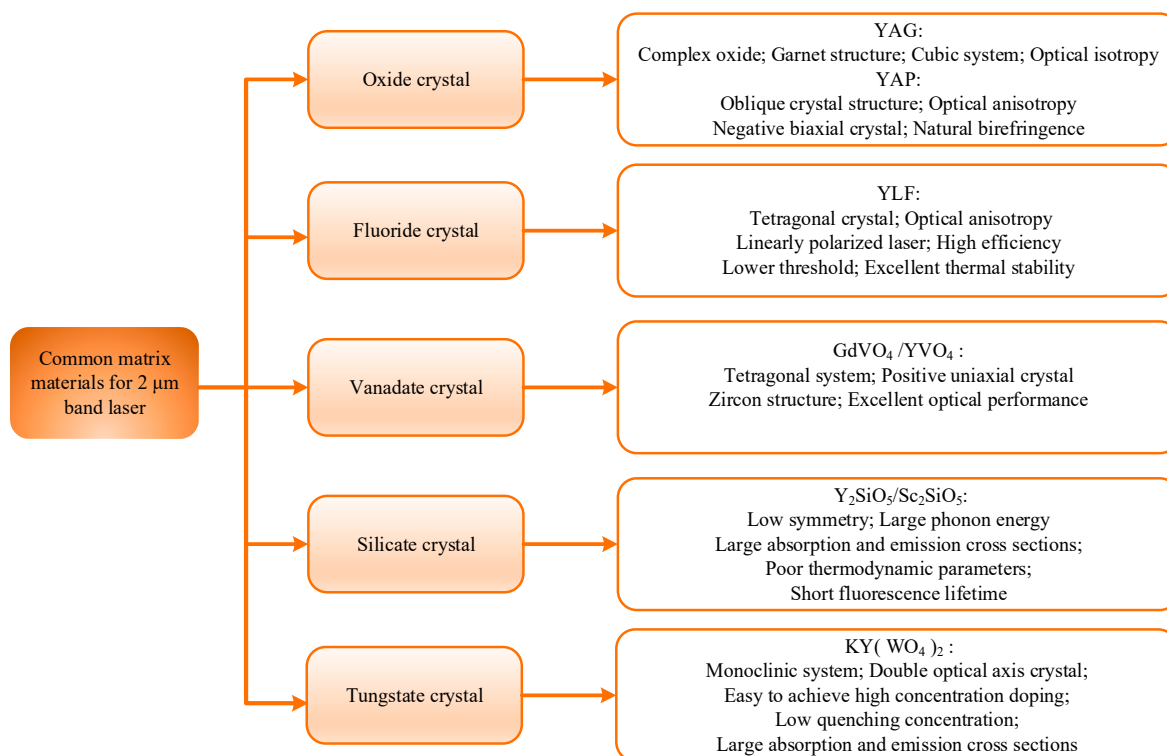 Common matrix
materials for 2 μm
band laser
Oxide crystal
YAG:
Complex oxide; Garnet structure; Cubic system; Optical isotropy
YAP:
Oblique crystal structure; Optical anisotropy
Negative biaxial crystal; Natural birefringence
Fluoride crystal
YLF:
Tetragonal crystal; Optical anisotropy
Linearly polarized laser; High efficiency
Lower threshold; Excellent thermal stability
Vanadate crystal
GdVO₄ /YVO₄ :
Tetragonal system; Positive uniaxial crystal
Zircon structure; Excellent optical performance
Silicate crystal
Y₂SiO₅/Sc₂SiO₅:
Low symmetry; Large phonon energy
Large absorption and emission cross sections;
Poor thermodynamic parameters;
Short fluorescence lifetime
Tungstate crystal
KY( WO₄ )₂ :
Monoclinic system; Double optical axis crystal;
Easy to achieve high concentration doping;
Low quenching concentration;
Large absorption and emission cross sections